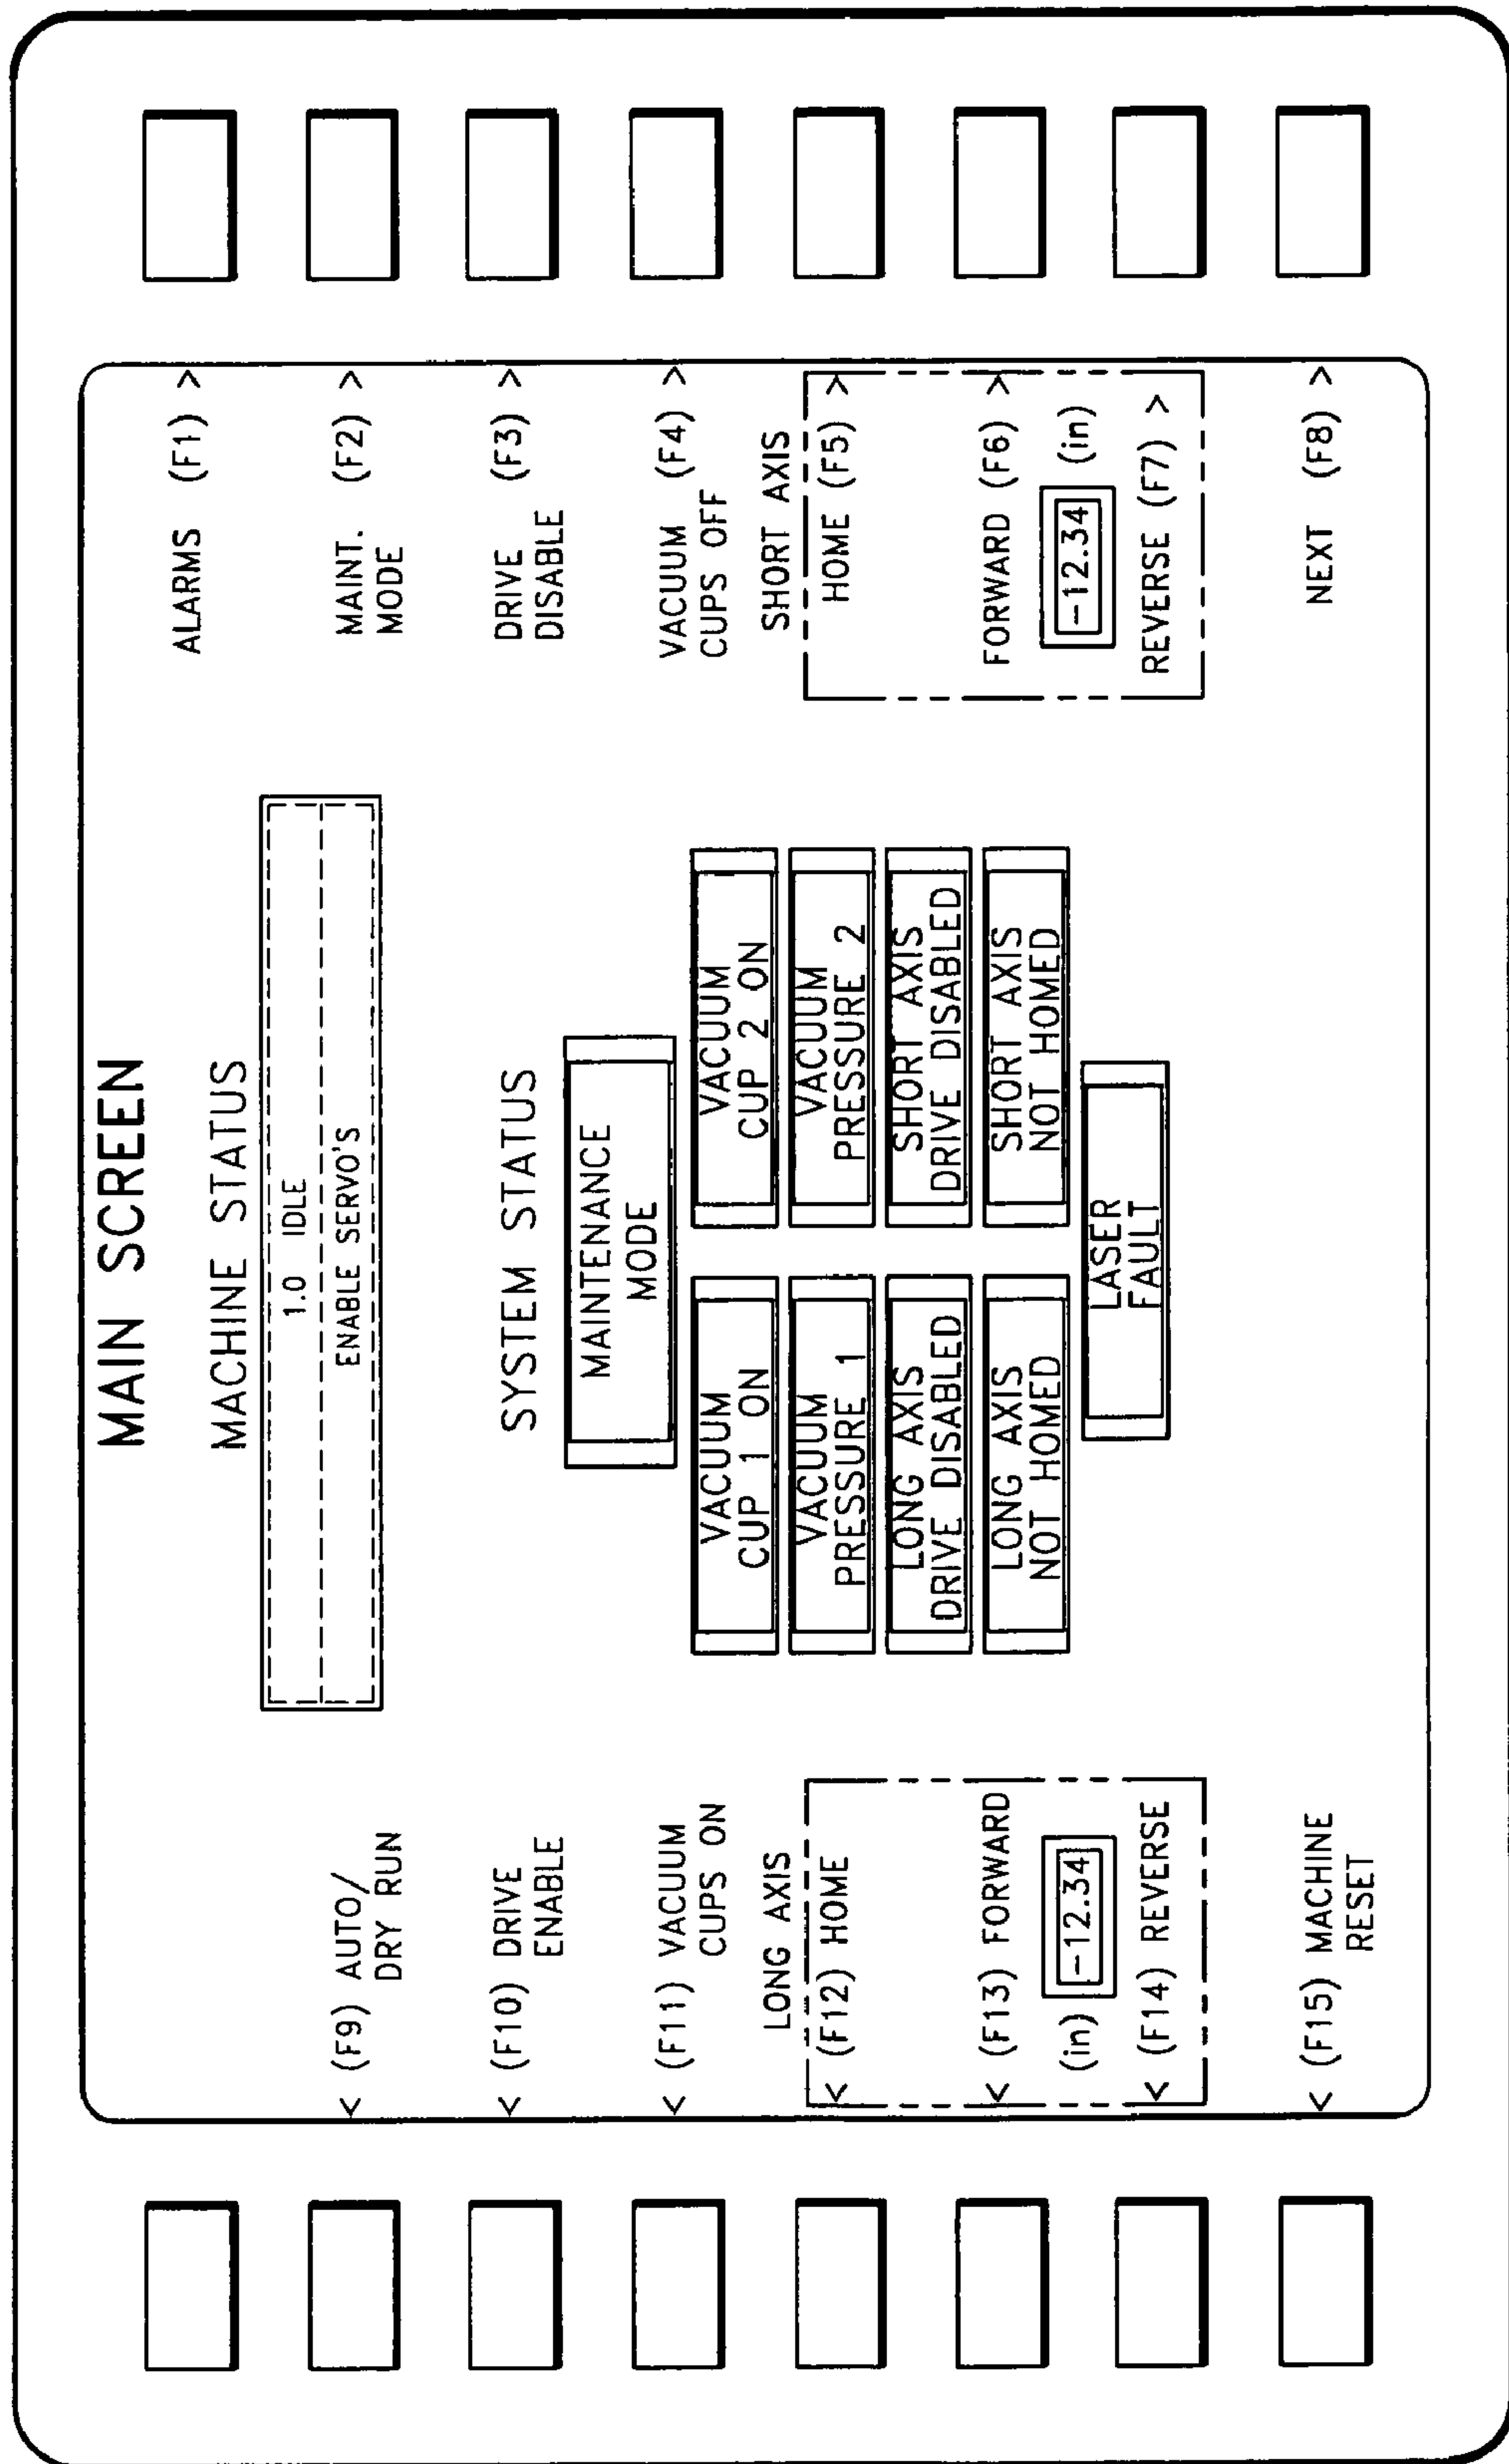 MAIN SCREEN
MACHINE STATUS
1.0 IDLE
ENABLE SERVO'S
SYSTEM STATUS
MAINTENANCE
MODE
VACUUM
CUP 1 ON
VACUUM
CUP 2 ON
VACUUM
PRESSURE 1
VACUUM
PRESSURE 2
LONG AXIS
DRIVE DISABLED
SHORT AXIS
DRIVE DISABLED
LONG AXIS
NOT HOMED
SHORT AXIS
NOT HOMED
LASER
FAULT
< (F9) AUTO/
DRY RUN
< (F10) DRIVE
ENABLE
< (F11) VACUUM
CUPS ON
LONG AXIS
< (F12) HOME
< (F13) FORWARD
(in) -12.34
< (F14) REVERSE
< (F15) MACHINE
RESET
ALARMS (F1) >
MAINT. (F2) >
MODE
DRIVE (F3) >
DISABLE
VACUUM (F4) >
CUPS OFF
SHORT AXIS
HOME (F5) >
FORWARD (F6) >
-12.34 (in)
REVERSE (F7) >
NEXT (F8) >